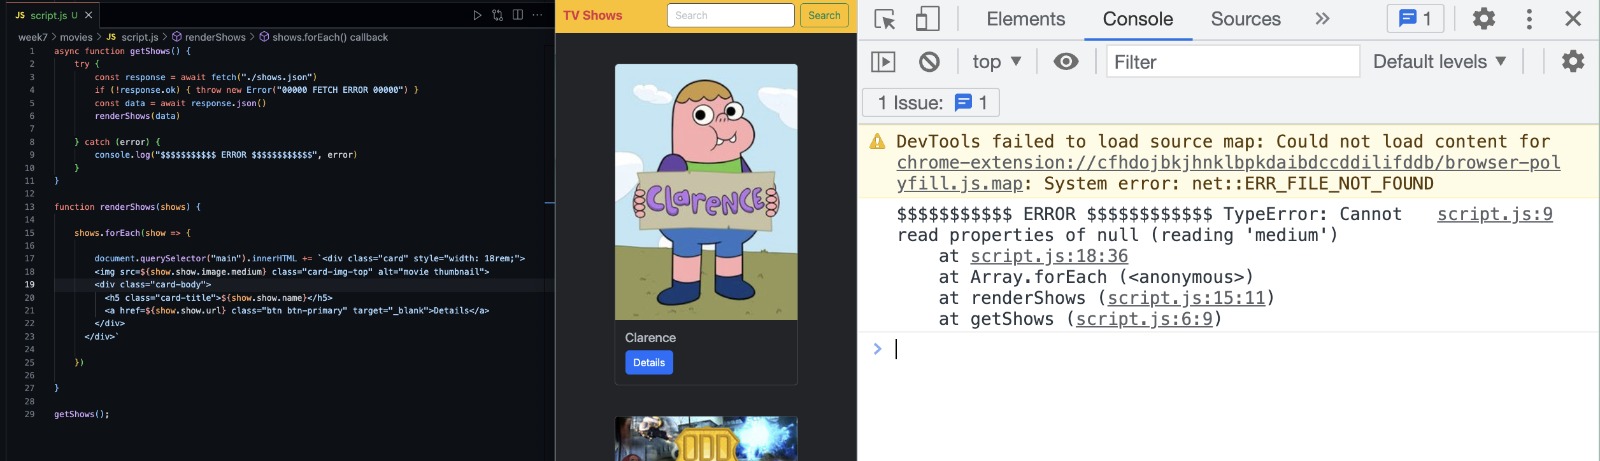 JS script.js U ×
week7 > movies > JS script.js > renderShows > shows.forEach() callback
1 async function getShows() {
2 try {
3 const response = await fetch("./shows.json")
4 if (!response.ok) { throw new Error("00000 FETCH ERROR 00000") }
5 const data = await response.json()
6 renderShows(data)
7
8 } catch (error) {
9 console.log("$$$$$$$$$$$ ERROR $$$$$$$$$$$$", error)
10 }
11 }
12
13 function renderShows(shows) {
14
15 shows.forEach(show => {
16
17 document.querySelector("main").innerHTML += `<div class="card" style="width: 18rem;">
18 <img src=${show.show.image.medium} class="card-img-top" alt="movie thumbnail">
19 <div class="card-body">
20 <h5 class="card-title">${show.show.name}</h5>
21 <a href=${show.show.url} class="btn btn-primary" target="_blank">Details</a>
22 </div>
23 </div>`
24
25 })
26
27 }
28
29 getShows();
TV Shows Search Search
CLARENCE
Clarence
Details
Elements Console Sources >> 1
top ▼ Filter Default levels ▼
1 Issue: 1
DevTools failed to load source map: Could not load content for
chrome-extension://cfhdojbkjhnklbpkdaibdccddilifddb/browser-pol
yfill.js.map: System error: net::ERR_FILE_NOT_FOUND
$$$$$$$$$$$ ERROR $$$$$$$$$$$$ TypeError: Cannot script.js:9
read properties of null (reading 'medium')
at script.js:18:36
at Array.forEach (<anonymous>)
at renderShows (script.js:15:11)
at getShows (script.js:6:9)
>